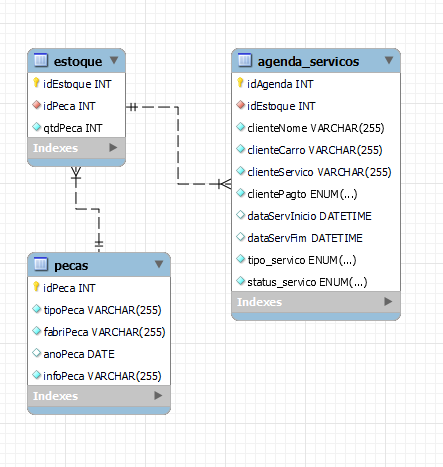 estoque
idEstoque INT
idPeca INT
qtdPeca INT
Indexes
agenda_servicos
idAgenda INT
idEstoque INT
clienteNome VARCHAR(255)
clienteCarro VARCHAR(255)
clienteServico VARCHAR(255)
clientePagto ENUM(...)
dataServInicio DATETIME
dataServFim DATETIME
tipo_servico ENUM(...)
status_servico ENUM(...)
Indexes
pecas
idPeca INT
tipoPeca VARCHAR(255)
fabriPeca VARCHAR(255)
anoPeca DATE
infoPeca VARCHAR(255)
Indexes